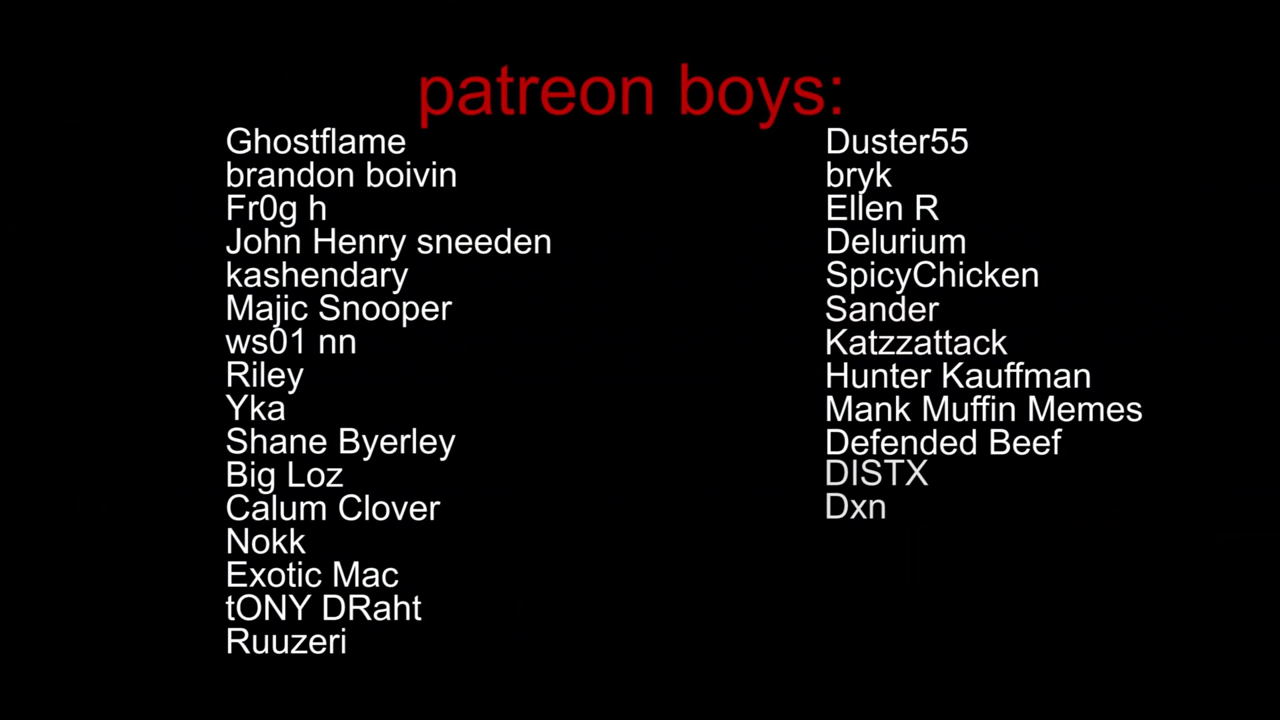 patreon boys:
Ghostflame
brandon boivin
Fr0g h
John Henry sneeden
kashendary
Majic Snooper
ws01 nn
Riley
Yka
Shane Byerley
Big Loz
Calum Clover
Nokk
Exotic Mac
tONY DRaht
Ruuzeri
Duster55
bryk
Ellen R
Delurium
SpicyChicken
Sander
Katzzattack
Hunter Kauffman
Mank Muffin Memes
Defended Beef
DISTX
Dxn